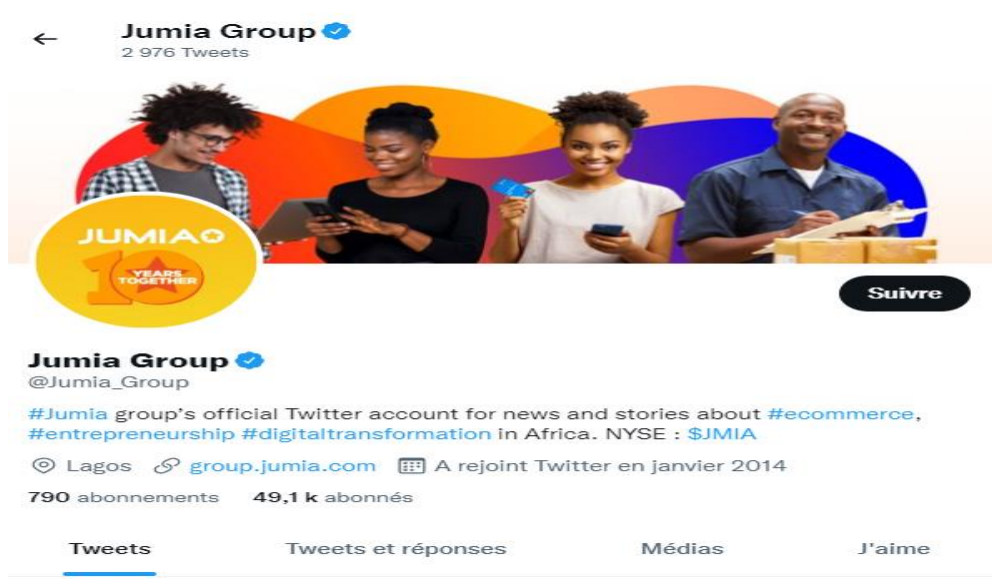 Jumia Group
2 976 Tweets
JUMIA
10
YEARS
TOGETHER
Suivre
Jumia Group
@Jumia_Group
#Jumia group's official Twitter account for news and stories about #ecommerce,
#entrepreneurship #digitaltransformation in Africa. NYSE : $JMIA
Lagos group.jumia.com A rejoint Twitter en janvier 2014
790 abonnements 49,1 k abonnés
Tweets Tweets et réponses Médias J'aime